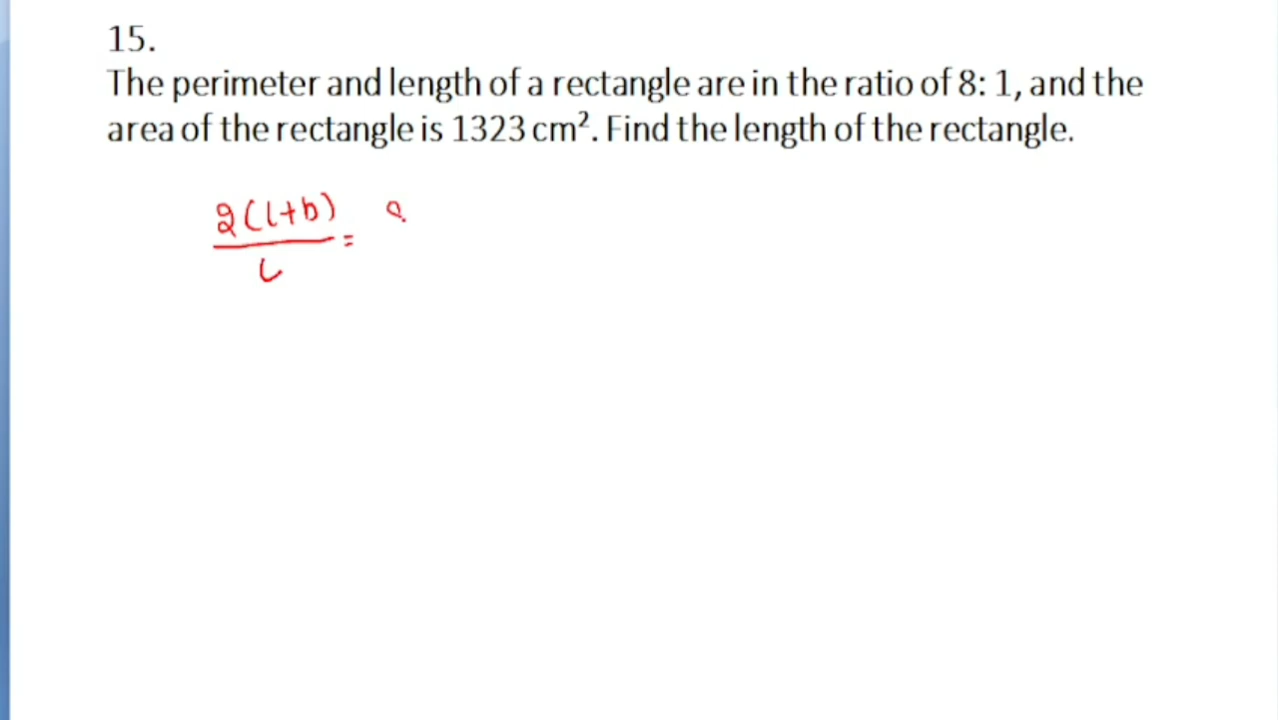 15.
The perimeter and length of a rectangle are in the ratio of 8: 1, and the
area of the rectangle is 1323 cm². Find the length of the rectangle.
2(l+b) 8
=
L